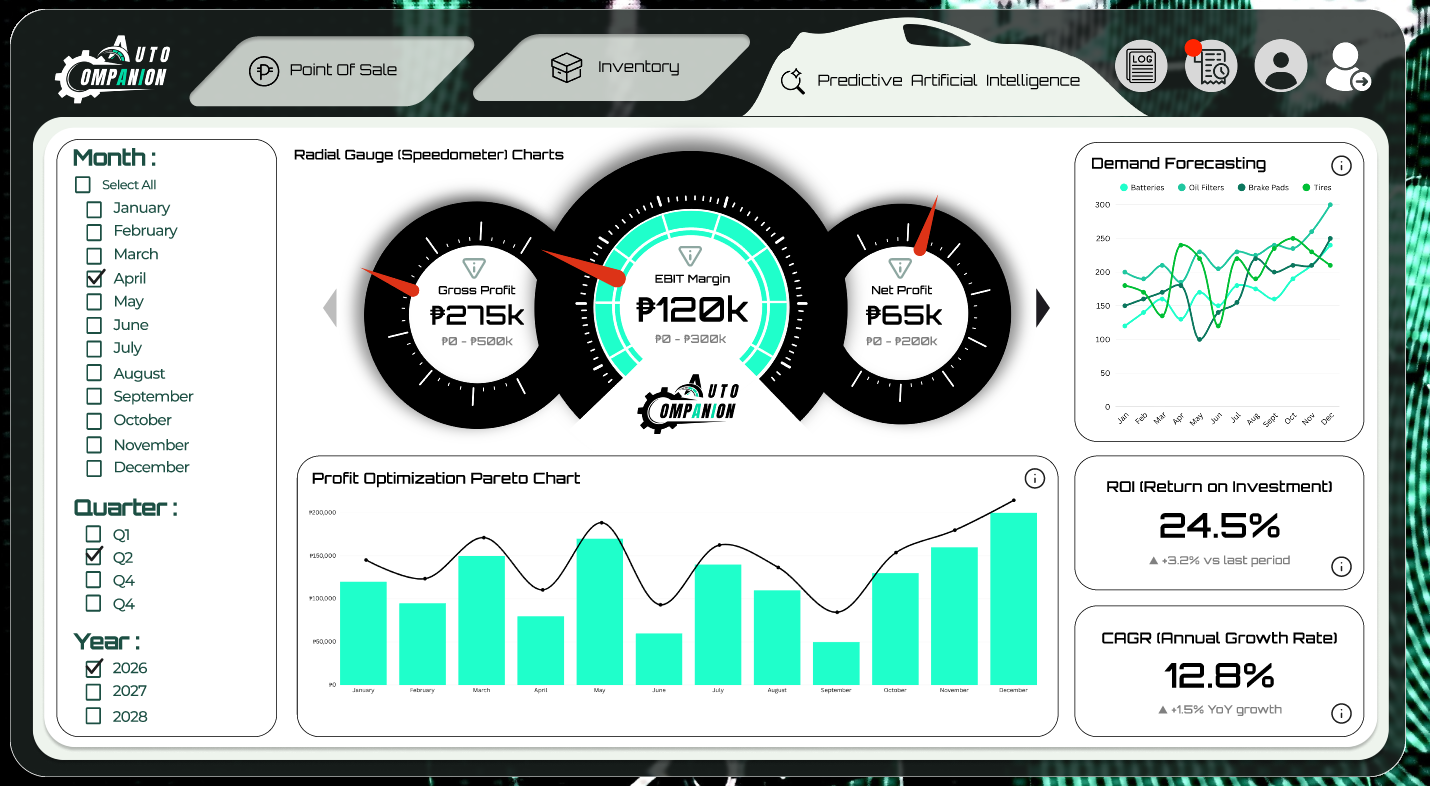 AUTO
COMPANION
Point Of Sale
Inventory
Predictive Artificial Intelligence
LOG
Month :
Select All
January
February
March
April
May
June
July
August
September
October
November
December
Quarter :
Q1
Q2
Q4
Q4
Year :
2026
2027
2028
Radial Gauge (Speedometer) Charts
Gross Profit
₱275k
₱0 - ₱500k
EBIT Margin
₱120k
₱0 - ₱300k
Net Profit
₱65k
₱0 - ₱200k
AUTO
COMPANION
Demand Forecasting
Batteries Oil Filters Brake Pads Tires
300
250
200
150
100
50
0
Jan Feb Mar Apr May Jun Jul Aug Sept Oct Nov Dec
Profit Optimization Pareto Chart
₱200,000
₱150,000
₱100,000
₱50,000
₱0
January February March April May June July August September October November December
ROI (Return on Investment)
24.5%
▲ +3.2% vs last period
CAGR (Annual Growth Rate)
12.8%
▲ +1.5% YoY growth